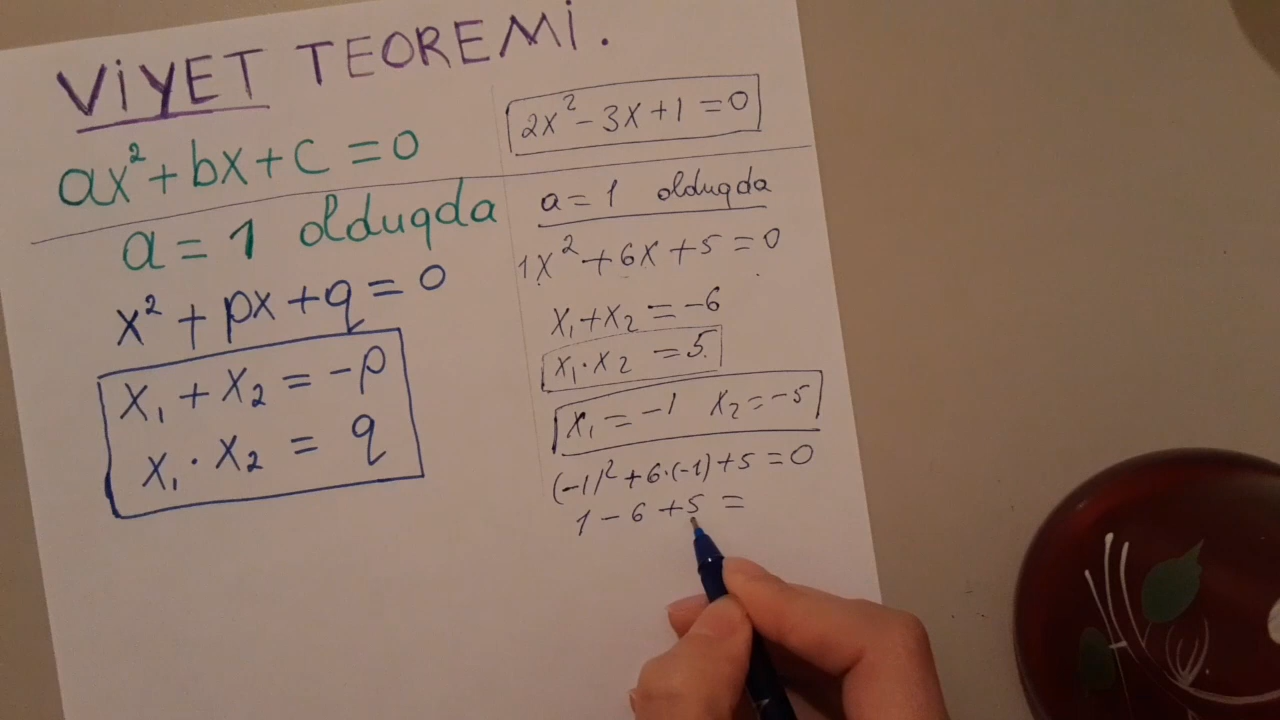 VİYET TEOREMİ.
ax²+bx+c=0
a=1 olduqda
x²+px+q=0
x₁+x₂=-p
x₁·x₂=q
2x²-3x+1=0
a=1 olduqda
1x²+6x+5=0
x₁+x₂=-6
x₁·x₂=5.
x₁=-1 x₂=-5
(-1)²+6·(-1)+5=0
1-6+5=